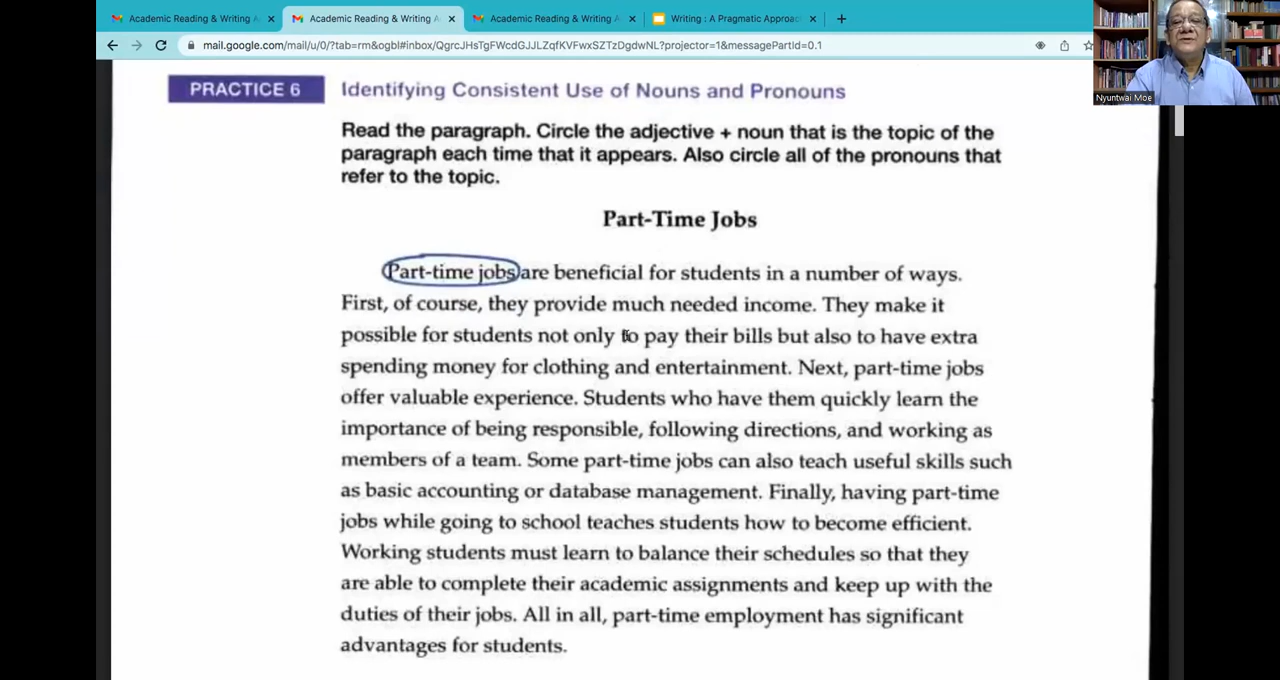 Academic Reading & Writing A
Academic Reading & Writing A
Academic Reading & Writing A
Writing : A Pragmatic Approac
mail.google.com/mail/u/0/?tab=rm&ogbl#inbox/QgrcJHsTgFWcdGJJLZqfKVFwxSZTzDgdwNL?projector=1&messagePartId=0.1
Nyuntwai Moe
PRACTICE 6 Identifying Consistent Use of Nouns and Pronouns
Read the paragraph. Circle the adjective + noun that is the topic of the
paragraph each time that it appears. Also circle all of the pronouns that
refer to the topic.
Part-Time Jobs
Part-time jobs are beneficial for students in a number of ways.
First, of course, they provide much needed income. They make it
possible for students not only to pay their bills but also to have extra
spending money for clothing and entertainment. Next, part-time jobs
offer valuable experience. Students who have them quickly learn the
importance of being responsible, following directions, and working as
members of a team. Some part-time jobs can also teach useful skills such
as basic accounting or database management. Finally, having part-time
jobs while going to school teaches students how to become efficient.
Working students must learn to balance their schedules so that they
are able to complete their academic assignments and keep up with the
duties of their jobs. All in all, part-time employment has significant
advantages for students.